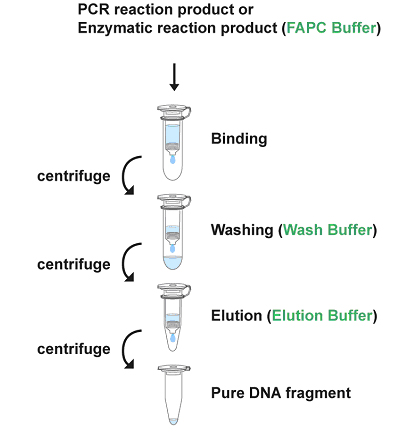 PCR reaction product or
Enzymatic reaction product (FAPC Buffer)
Binding
centrifuge
Washing (Wash Buffer)
centrifuge
Elution (Elution Buffer)
centrifuge
Pure DNA fragment